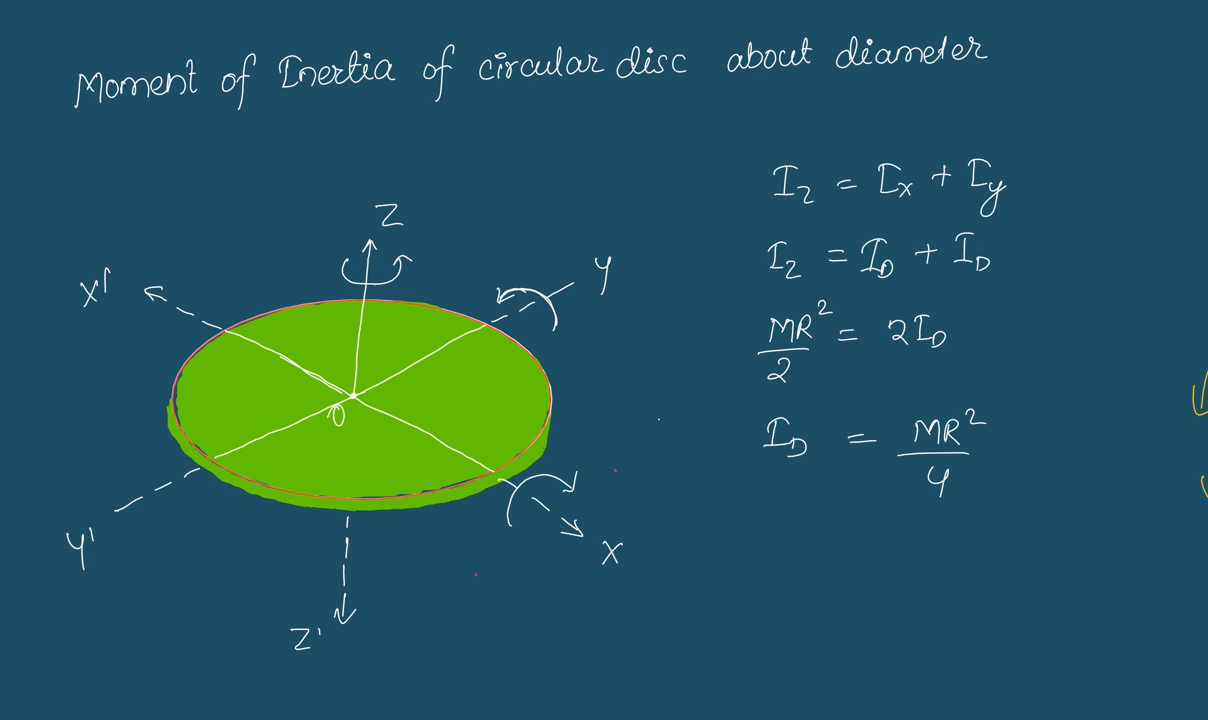 Moment of Inertia of circular disc about diameter
I_z = I_x + I_y
I_z = I_D + I_D
MR²/2 = 2I_D
I_D = MR²/4
Z
X'
Y
O
Y'
X
Z'